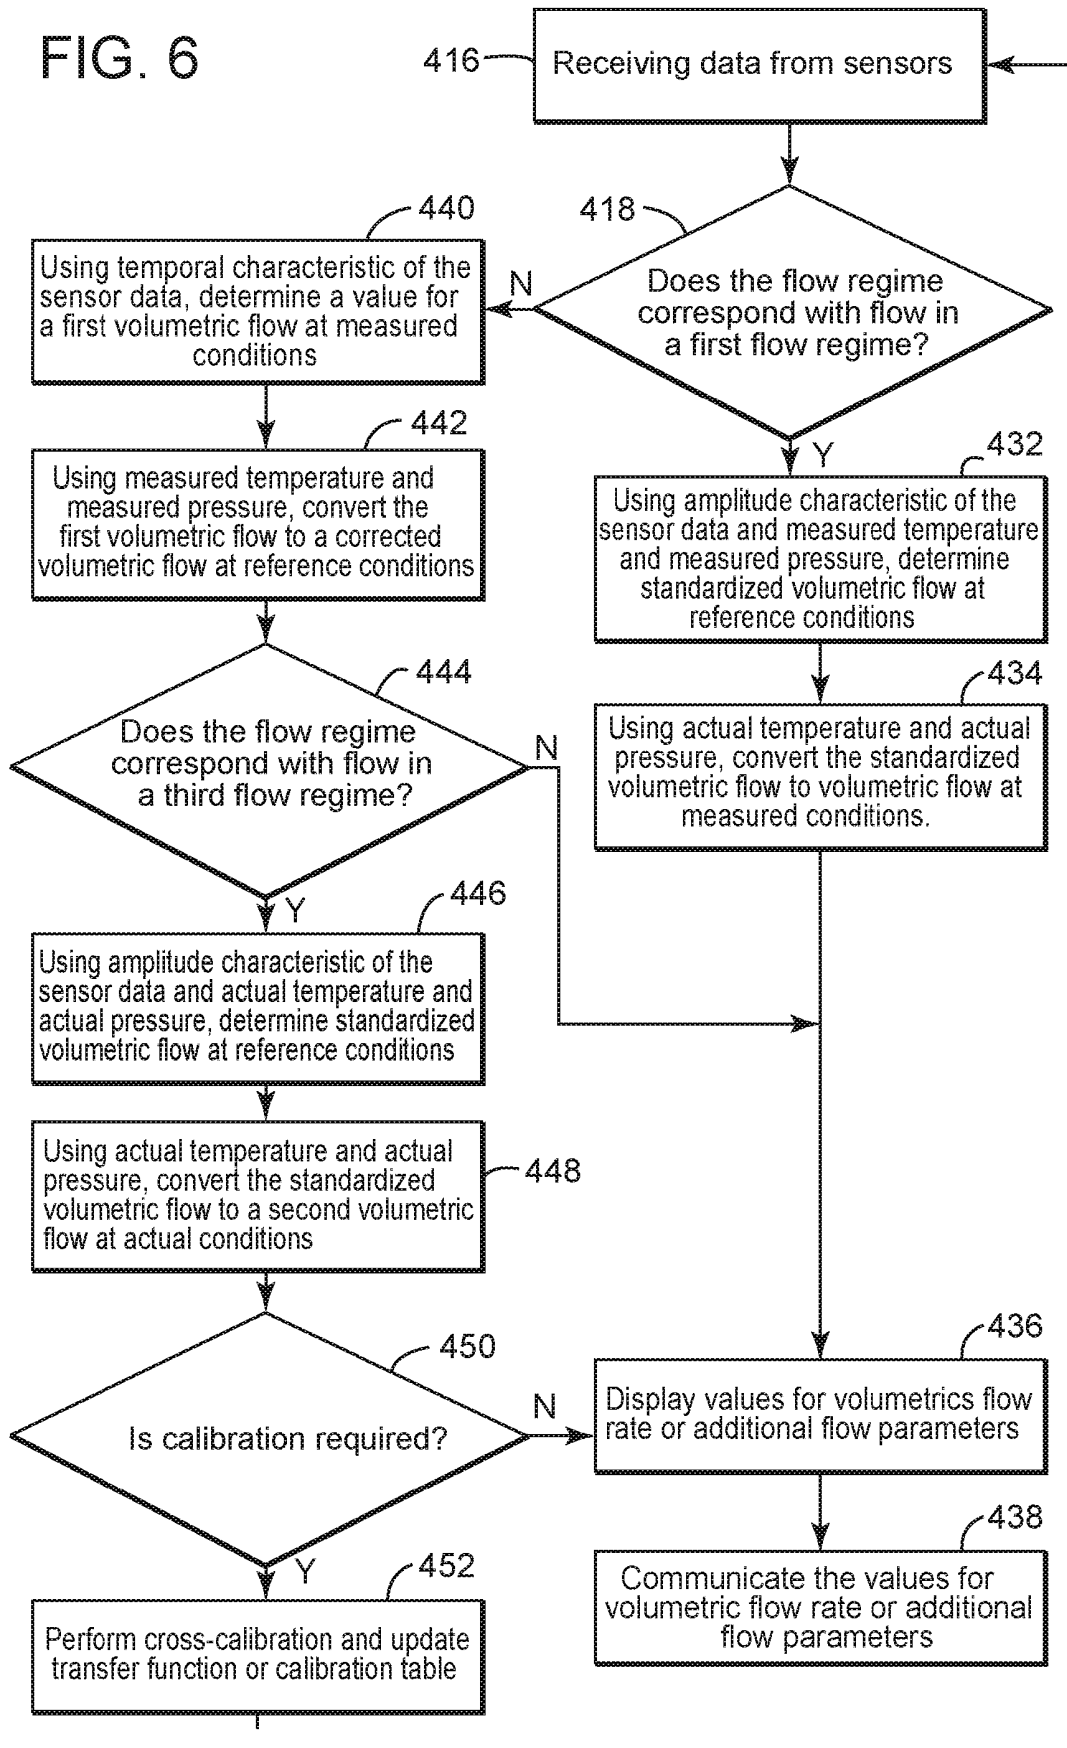 FIG. 6
416
Receiving data from sensors
418
Does the flow regime
correspond with flow in
a first flow regime?
N
Y
440
Using temporal characteristic of the
sensor data, determine a value for
a first volumetric flow at measured
conditions
442
Using measured temperature and
measured pressure, convert the
first volumetric flow to a corrected
volumetric flow at reference conditions
432
Using amplitude characteristic of the
sensor data and measured temperature
and measured pressure, determine
standardized volumetric flow at
reference conditions
434
Using actual temperature and actual
pressure, convert the standardized
volumetric flow to volumetric flow at
measured conditions.
444
Does the flow regime
correspond with flow in
a third flow regime?
N
Y
446
Using amplitude characteristic of the
sensor data and actual temperature and
actual pressure, determine standardized
volumetric flow at reference conditions
448
Using actual temperature and actual
pressure, convert the standardized
volumetric flow to a second volumetric
flow at actual conditions
450
Is calibration required?
N
Y
436
Display values for volumetrics flow
rate or additional flow parameters
438
Communicate the values for
volumetric flow rate or additional
flow parameters
452
Perform cross-calibration and update
transfer function or calibration table